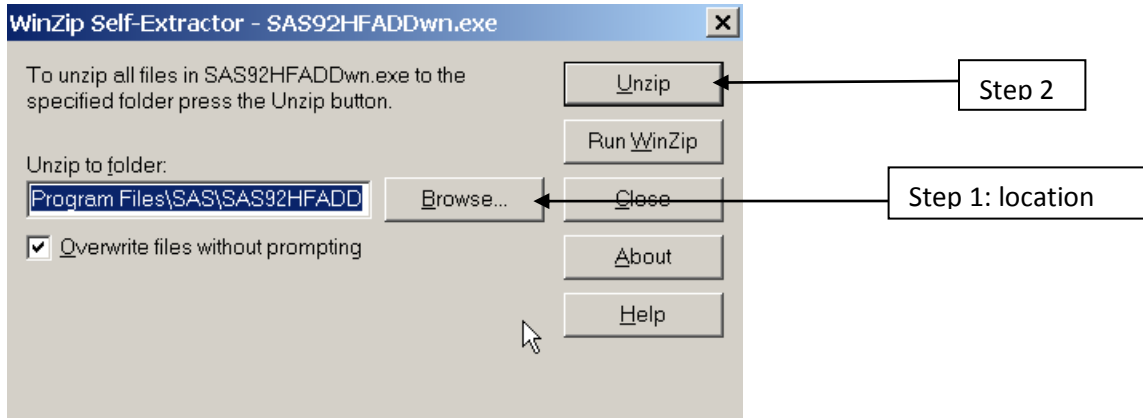 WinZip Self-Extractor - SAS92HFADDwn.exe
To unzip all files in SAS92HFADDwn.exe to the
specified folder press the Unzip button.
Unzip to folder:
Program Files\SAS\SAS92HFADD
Browse...
Overwrite files without prompting
Unzip
Run WinZip
Close
About
Help
Step 2
Step 1: location